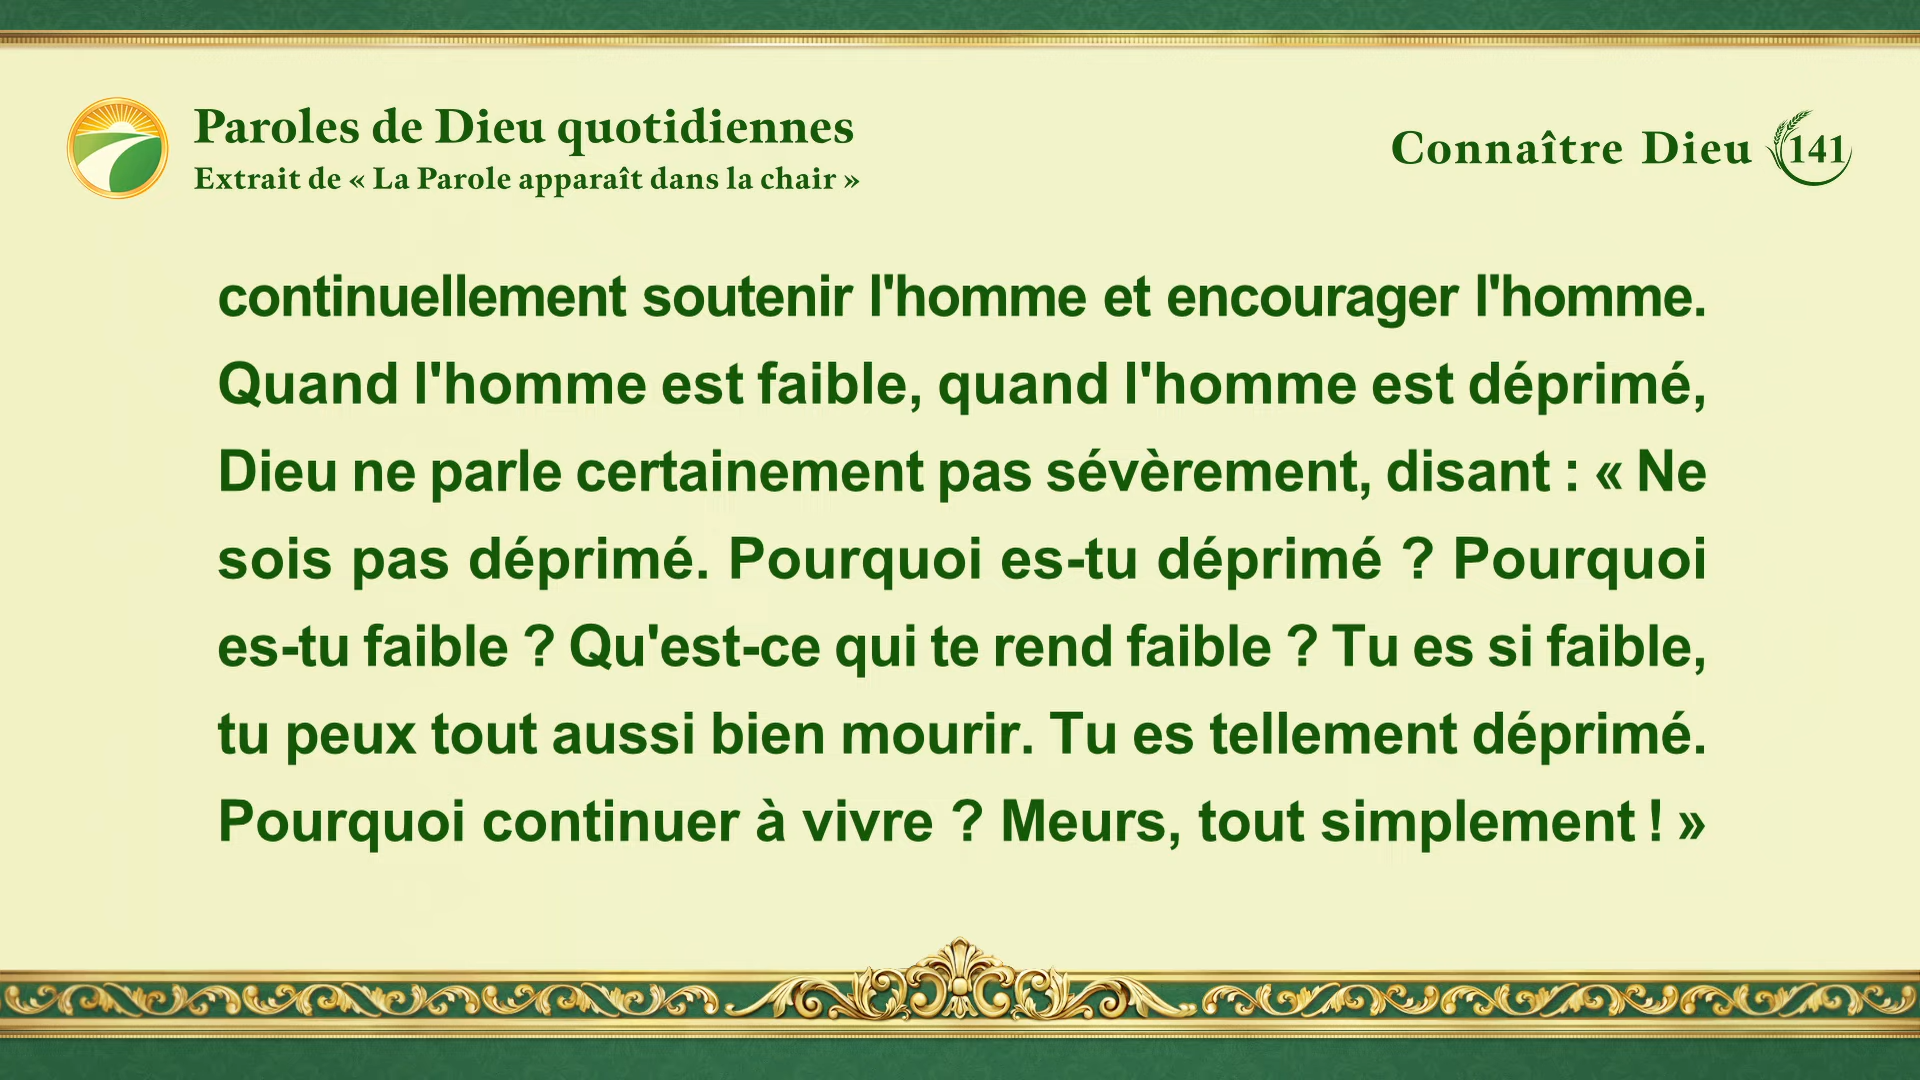 Paroles de Dieu quotidiennes
Extrait de « La Parole apparaît dans la chair »
Connaître Dieu 141
continuellement soutenir l'homme et encourager l'homme.
Quand l'homme est faible, quand l'homme est déprimé,
Dieu ne parle certainement pas sévèrement, disant : « Ne
sois pas déprimé. Pourquoi es-tu déprimé ? Pourquoi
es-tu faible ? Qu'est-ce qui te rend faible ? Tu es si faible,
tu peux tout aussi bien mourir. Tu es tellement déprimé.
Pourquoi continuer à vivre ? Meurs, tout simplement ! »